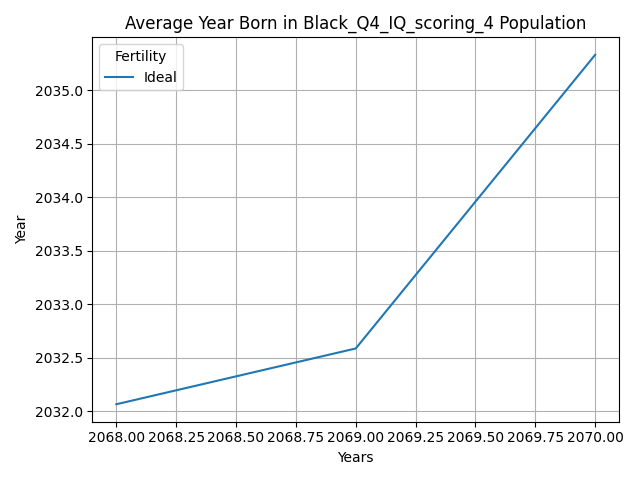 Average Year Born in Black_Q4_IQ_scoring_4 Population
Fertility
Ideal
2035.0
2034.5
2034.0
2033.5
2033.0
2032.5
2032.0
Year
2068.00 2068.25 2068.50 2068.75 2069.00 2069.25 2069.50 2069.75 2070.00
Years